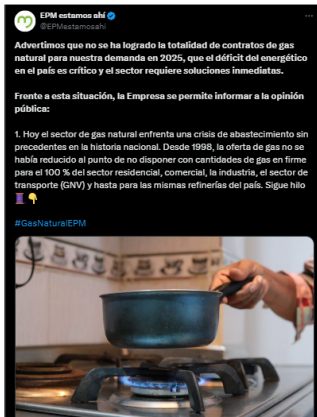 EPM estamos ahí
@EPMestamosahi
Advertimos que no se ha logrado la totalidad de contratos de gas
natural para nuestra demanda en 2025, que el déficit del energético
en el país es crítico y el sector requiere soluciones inmediatas.
Frente a esta situación, la Empresa se permite informar a la opinión
pública:
1. Hoy el sector de gas natural enfrenta una crisis de abastecimiento sin
precedentes en la historia nacional. Desde 1998, la oferta de gas no se
había reducido al punto de no disponer con cantidades de gas en firme
para el 100 % del sector residencial, comercial, la industria, el sector de
transporte (GNV) y hasta para las mismas refinerías del país. Sigue hilo
🧵 👇
#GasNaturalEPM